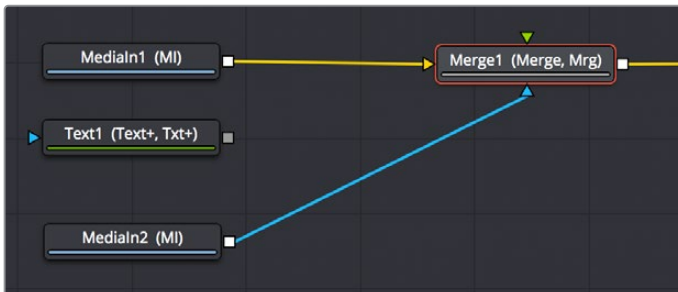 MediaIn1 (MI)
Merge1 (Merge, Mrg)
Text1 (Text+, Txt+)
MediaIn2 (MI)